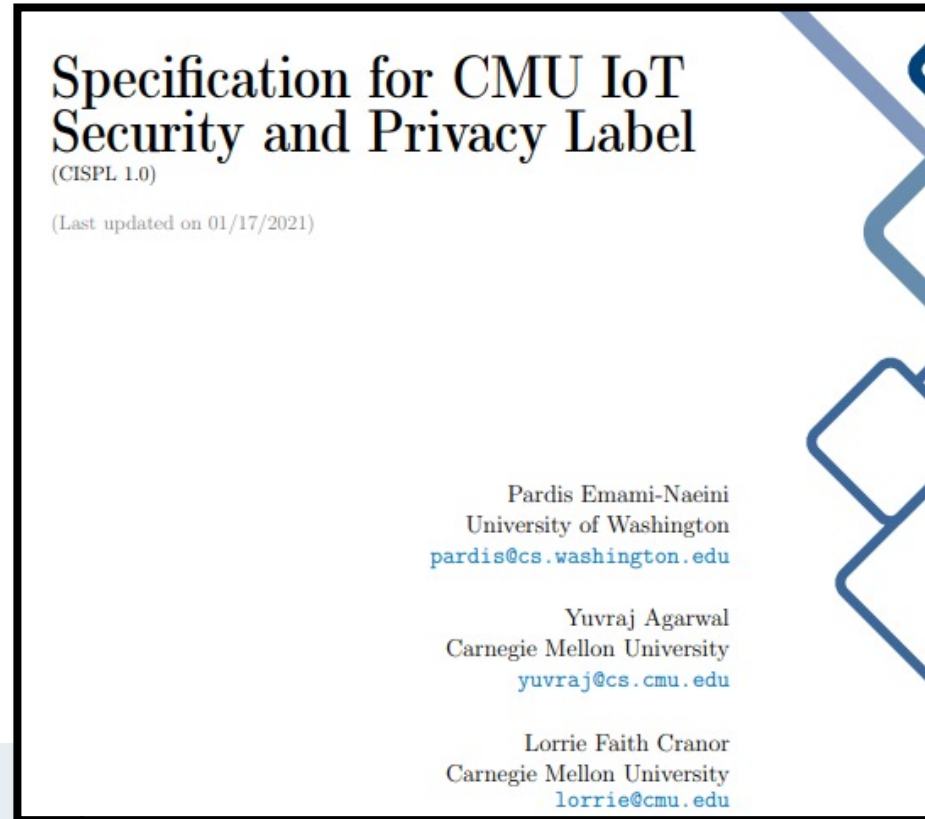 Specification for CMU IoT
Security and Privacy Label
(CISPL 1.0)
(Last updated on 01/17/2021)
Pardis Emami-Naeini
University of Washington
pardis@cs.washington.edu
Yuvraj Agarwal
Carnegie Mellon University
yuvraj@cs.cmu.edu
Lorrie Faith Cranor
Carnegie Mellon University
lorrie@cmu.edu